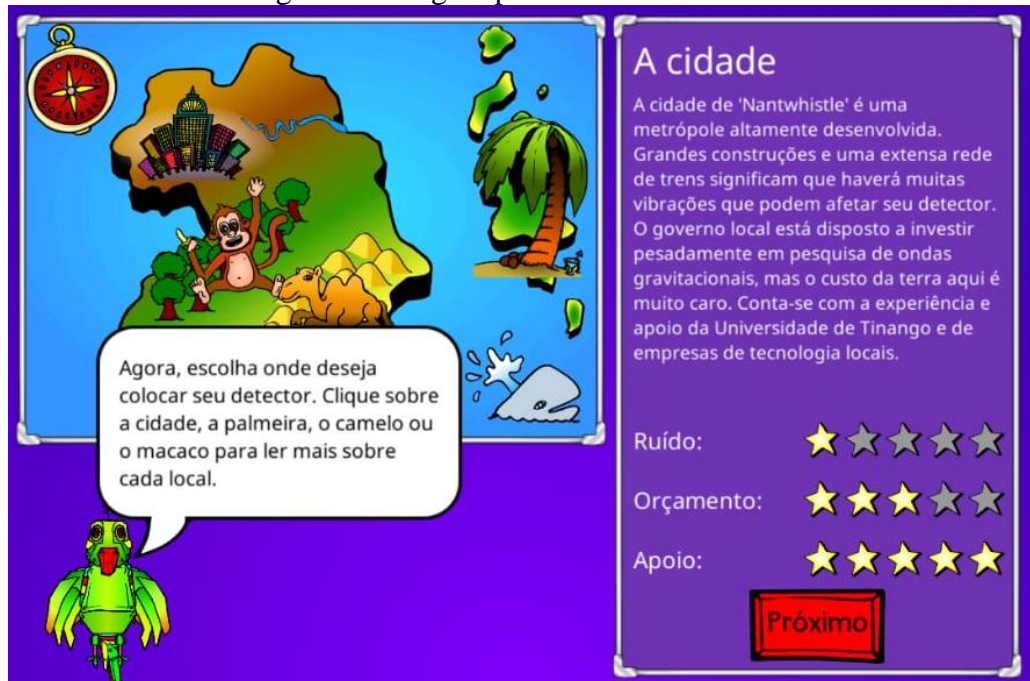 A cidade
A cidade de 'Nantwhistle' é uma
metrópole altamente desenvolvida.
Grandes construções e uma extensa rede
de trens significam que haverá muitas
vibrações que podem afetar seu detector.
O governo local está disposto a investir
pesadamente em pesquisa de ondas
gravitacionais, mas o custo da terra aqui é
muito caro. Conta-se com a experiência e
apoio da Universidade de Tinango e de
empresas de tecnologia locais.
Agora, escolha onde deseja
colocar seu detector. Clique sobre
a cidade, a palmeira, o camelo ou
o macaco para ler mais sobre
cada local.
Ruído:
Orçamento:
Apoio:
Próximo